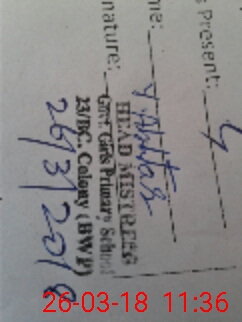 Present: 4
me:
nature:
HEAD MISTRESS
Govt. Girls Primary School
23/BC. Colony (BWP)
26/3/2018
26-03-18 11:36